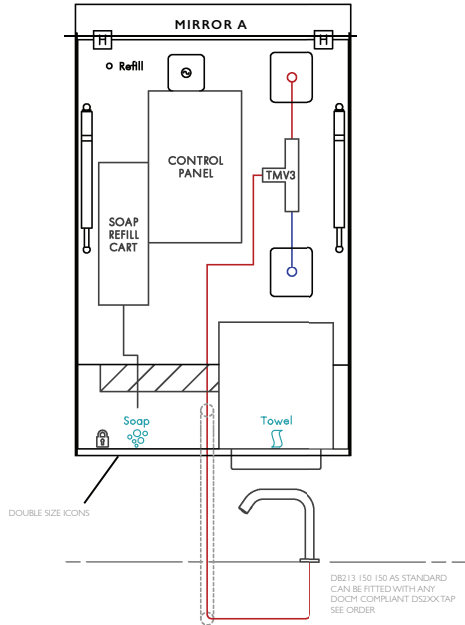 MIRROR A
H
H
Refill
CONTROL
PANEL
TMV3
SOAP
REFILL
CART
Soap
Towel
DOUBLE SIZE ICONS
DB213 150 150 AS STANDARD
CAN BE FITTED WITH ANY
DOCM COMPLIANT DS2XX TAP
SEE ORDER